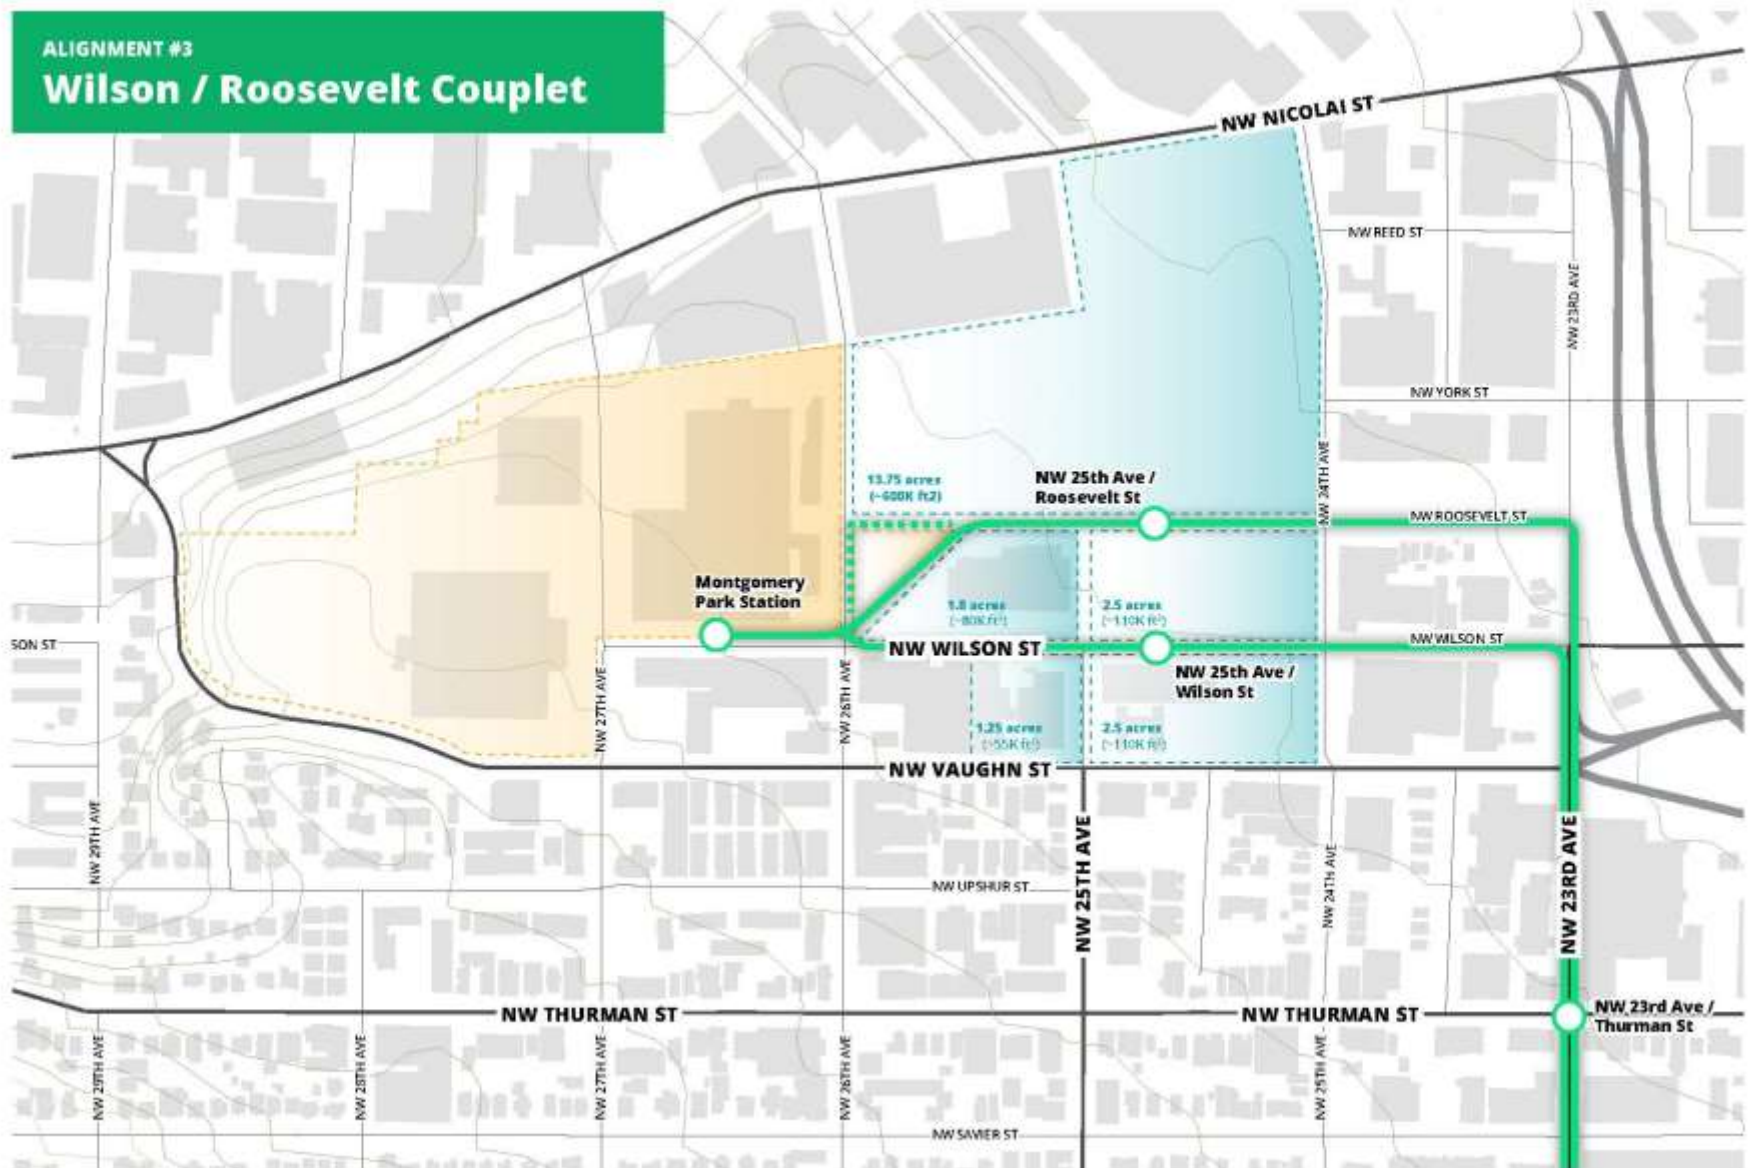 ALIGNMENT #3
Wilson / Roosevelt Couplet
NW NICOLAI ST
NW REED ST
NW 23RD AVE
NW YORK ST
NW 24TH AVE
13.75 acres
(~600K ft2)
NW 25th Ave /
Roosevelt St
NW ROOSEVELT ST
Montgomery
Park Station
1.8 acres
(~80K ft²)
2.5 acres
(~110K ft²)
SON ST
NW WILSON ST
NW WILSON ST
NW 25th Ave /
Wilson St
NW 27TH AVE
NW 26TH AVE
1.25 acres
(~55K ft²)
2.5 acres
(~110K ft²)
NW VAUGHN ST
NW 29TH AVE
NW 25TH AVE
NW 24TH AVE
NW 23RD AVE
NW UPSHUR ST
NW THURMAN ST
NW THURMAN ST
NW 23rd Ave /
Thurman St
NW 29TH AVE
NW 28TH AVE
NW 27TH AVE
NW 26TH AVE
NW 25TH AVE
NW SAVIER ST